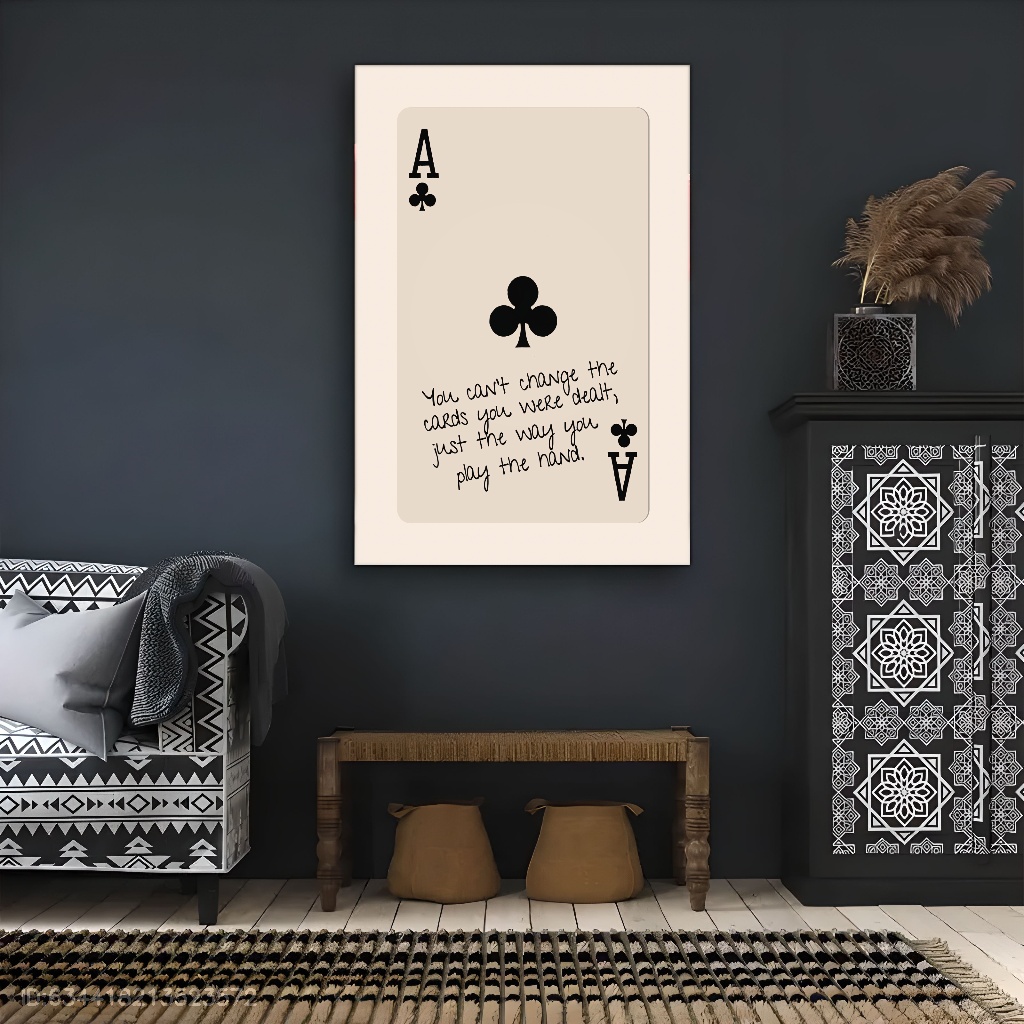 A
You can't change the
cards you were dealt,
just the way you
play the hand.
A